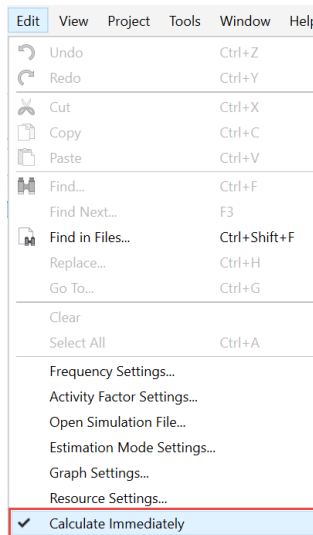 Edit View Project Tools Window Help
Undo Ctrl+Z
Redo Ctrl+Y
Cut Ctrl+X
Copy Ctrl+C
Paste Ctrl+V
Find... Ctrl+F
Find Next... F3
Find in Files... Ctrl+Shift+F
Replace... Ctrl+H
Go To... Ctrl+G
Clear
Select All Ctrl+A
Frequency Settings...
Activity Factor Settings...
Open Simulation File...
Estimation Mode Settings...
Graph Settings...
Resource Settings...
Calculate Immediately